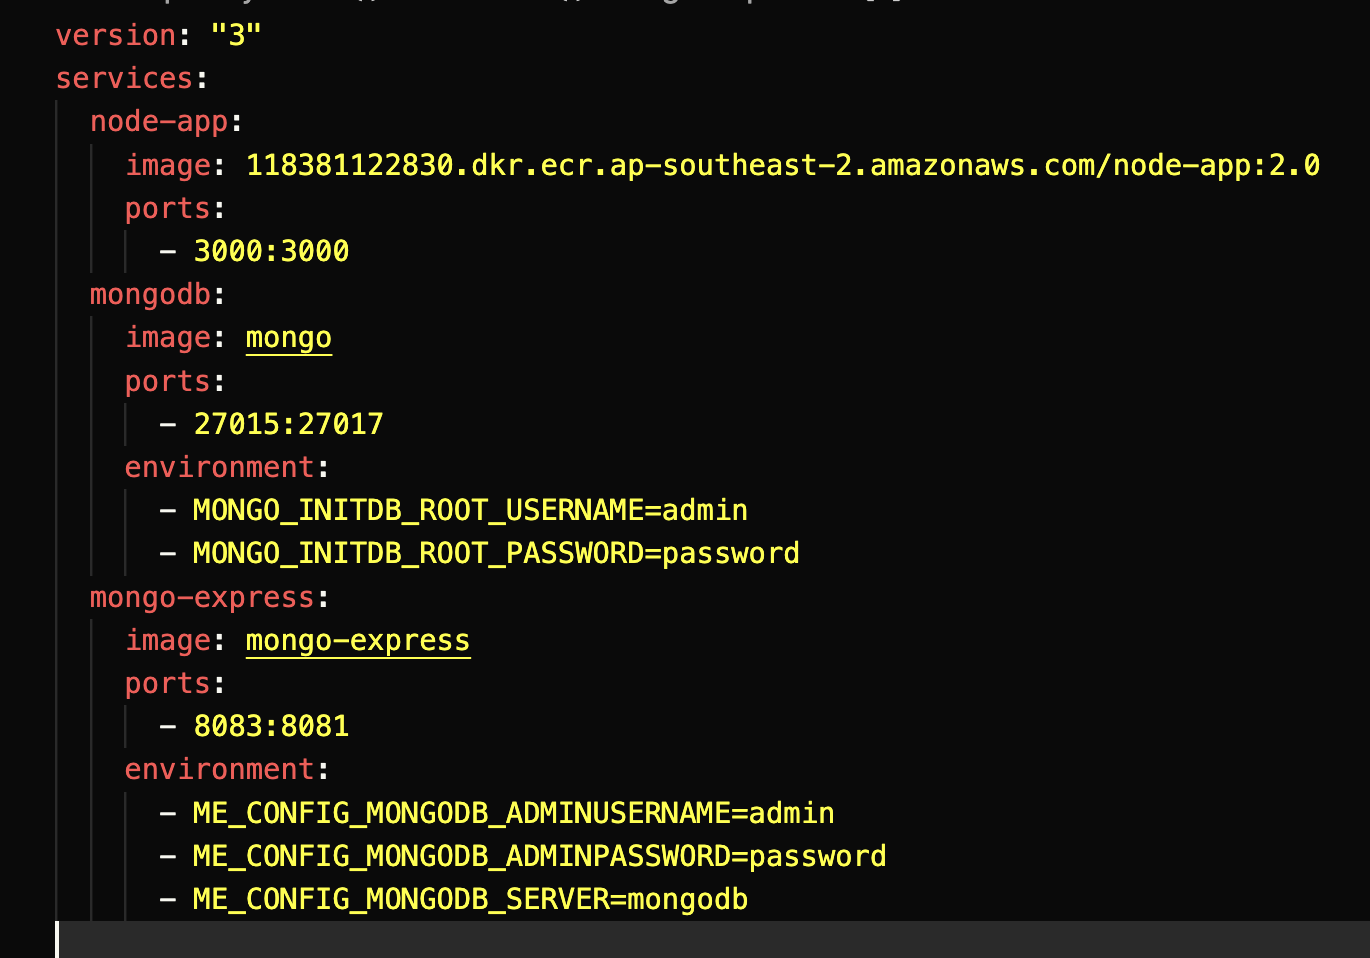 version: "3"
services:
  node-app:
    image: 118381122830.dkr.ecr.ap-southeast-2.amazonaws.com/node-app:2.0
    ports:
      - 3000:3000
  mongodb:
    image: mongo
    ports:
      - 27015:27017
    environment:
      - MONGO_INITDB_ROOT_USERNAME=admin
      - MONGO_INITDB_ROOT_PASSWORD=password
  mongo-express:
    image: mongo-express
    ports:
      - 8083:8081
    environment:
      - ME_CONFIG_MONGODB_ADMINUSERNAME=admin
      - ME_CONFIG_MONGODB_ADMINPASSWORD=password
      - ME_CONFIG_MONGODB_SERVER=mongodb